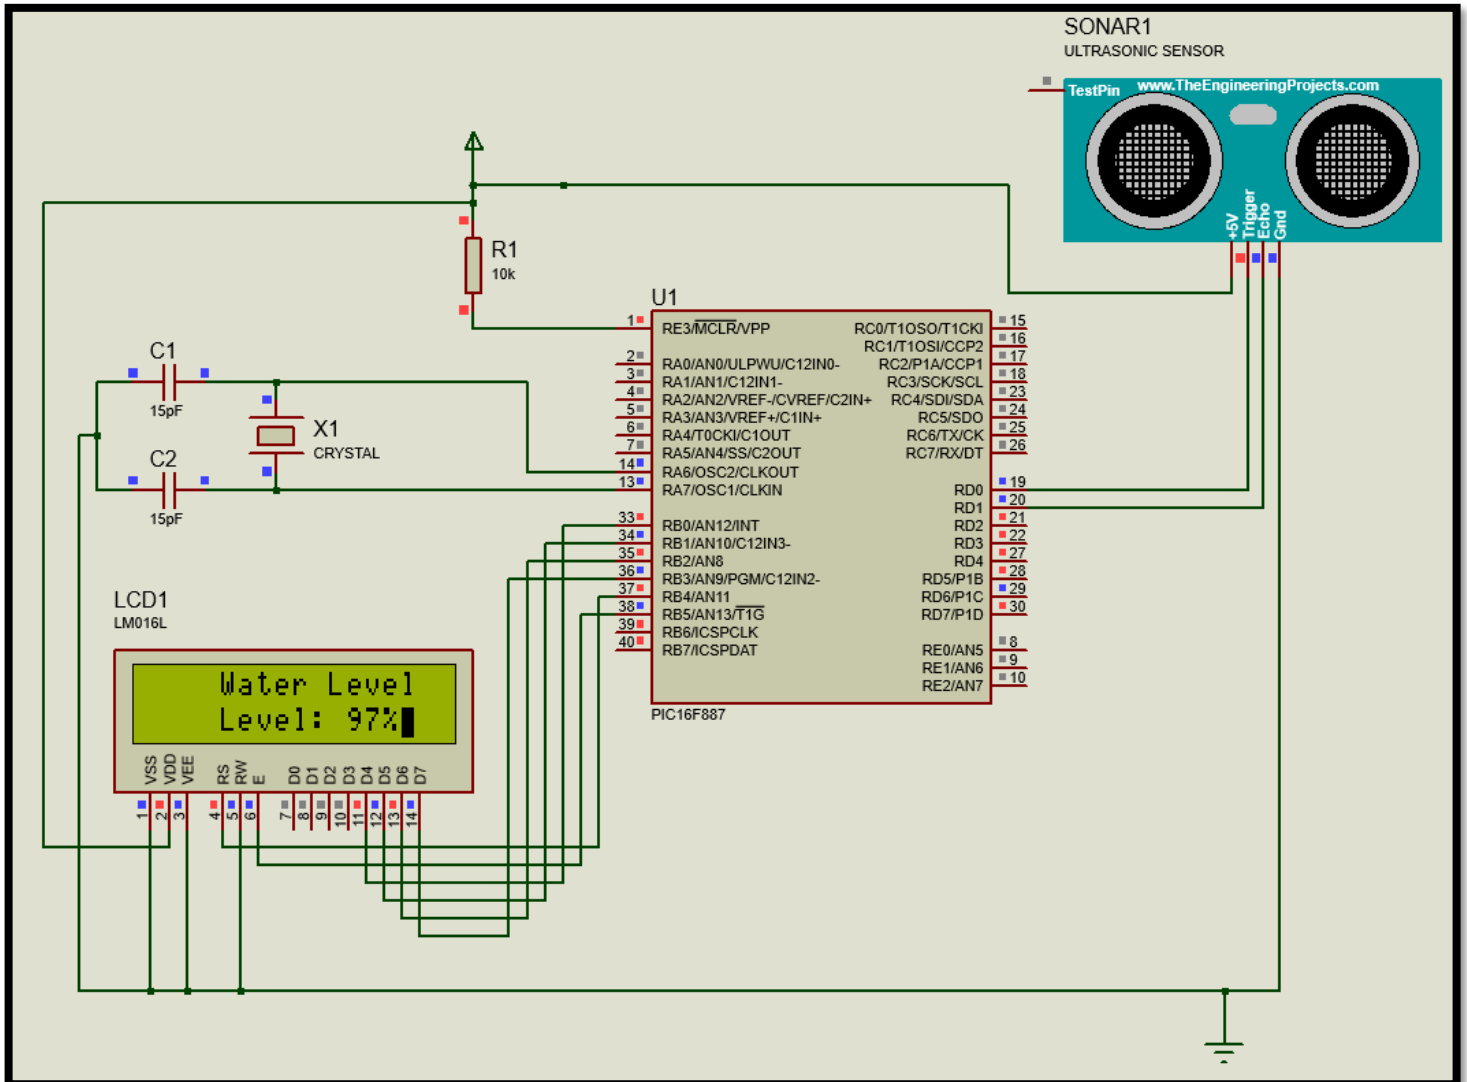 SONAR1
ULTRASONIC SENSOR
TestPin
www.TheEngineeringProjects.com
+5V
Trigger
Echo
Gnd
R1
10k
U1
1 RE3/MCLR/VPP
2 RA0/AN0/ULPWU/C12IN0-
3 RA1/AN1/C12IN1-
4 RA2/AN2/VREF-/CVREF/C2IN+
5 RA3/AN3/VREF+/C1IN+
6 RA4/T0CKI/C1OUT
7 RA5/AN4/SS/C2OUT
14 RA6/OSC2/CLKOUT
13 RA7/OSC1/CLKIN
33 RB0/AN12/INT
34 RB1/AN10/C12IN3-
35 RB2/AN8
36 RB3/AN9/PGM/C12IN2-
37 RB4/AN11
38 RB5/AN13/T1G
39 RB6/ICSPCLK
40 RB7/ICSPDAT
RC0/T1OSO/T1CKI 15
RC1/T1OSI/CCP2 16
RC2/P1A/CCP1 17
RC3/SCK/SCL 18
RC4/SDI/SDA 23
RC5/SDO 24
RC6/TX/CK 25
RC7/RX/DT 26
RD0 19
RD1 20
RD2 21
RD3 22
RD4 27
RD5/P1B 28
RD6/P1C 29
RD7/P1D 30
RE0/AN5 8
RE1/AN6 9
RE2/AN7 10
PIC16F887
C1
15pF
X1
CRYSTAL
C2
15pF
LCD1
LM016L
Water Level
Level: 97%
VSS VDD VEE RS RW E D0 D1 D2 D3 D4 D5 D6 D7
1 2 3 4 5 6 7 8 9 10 11 12 13 14